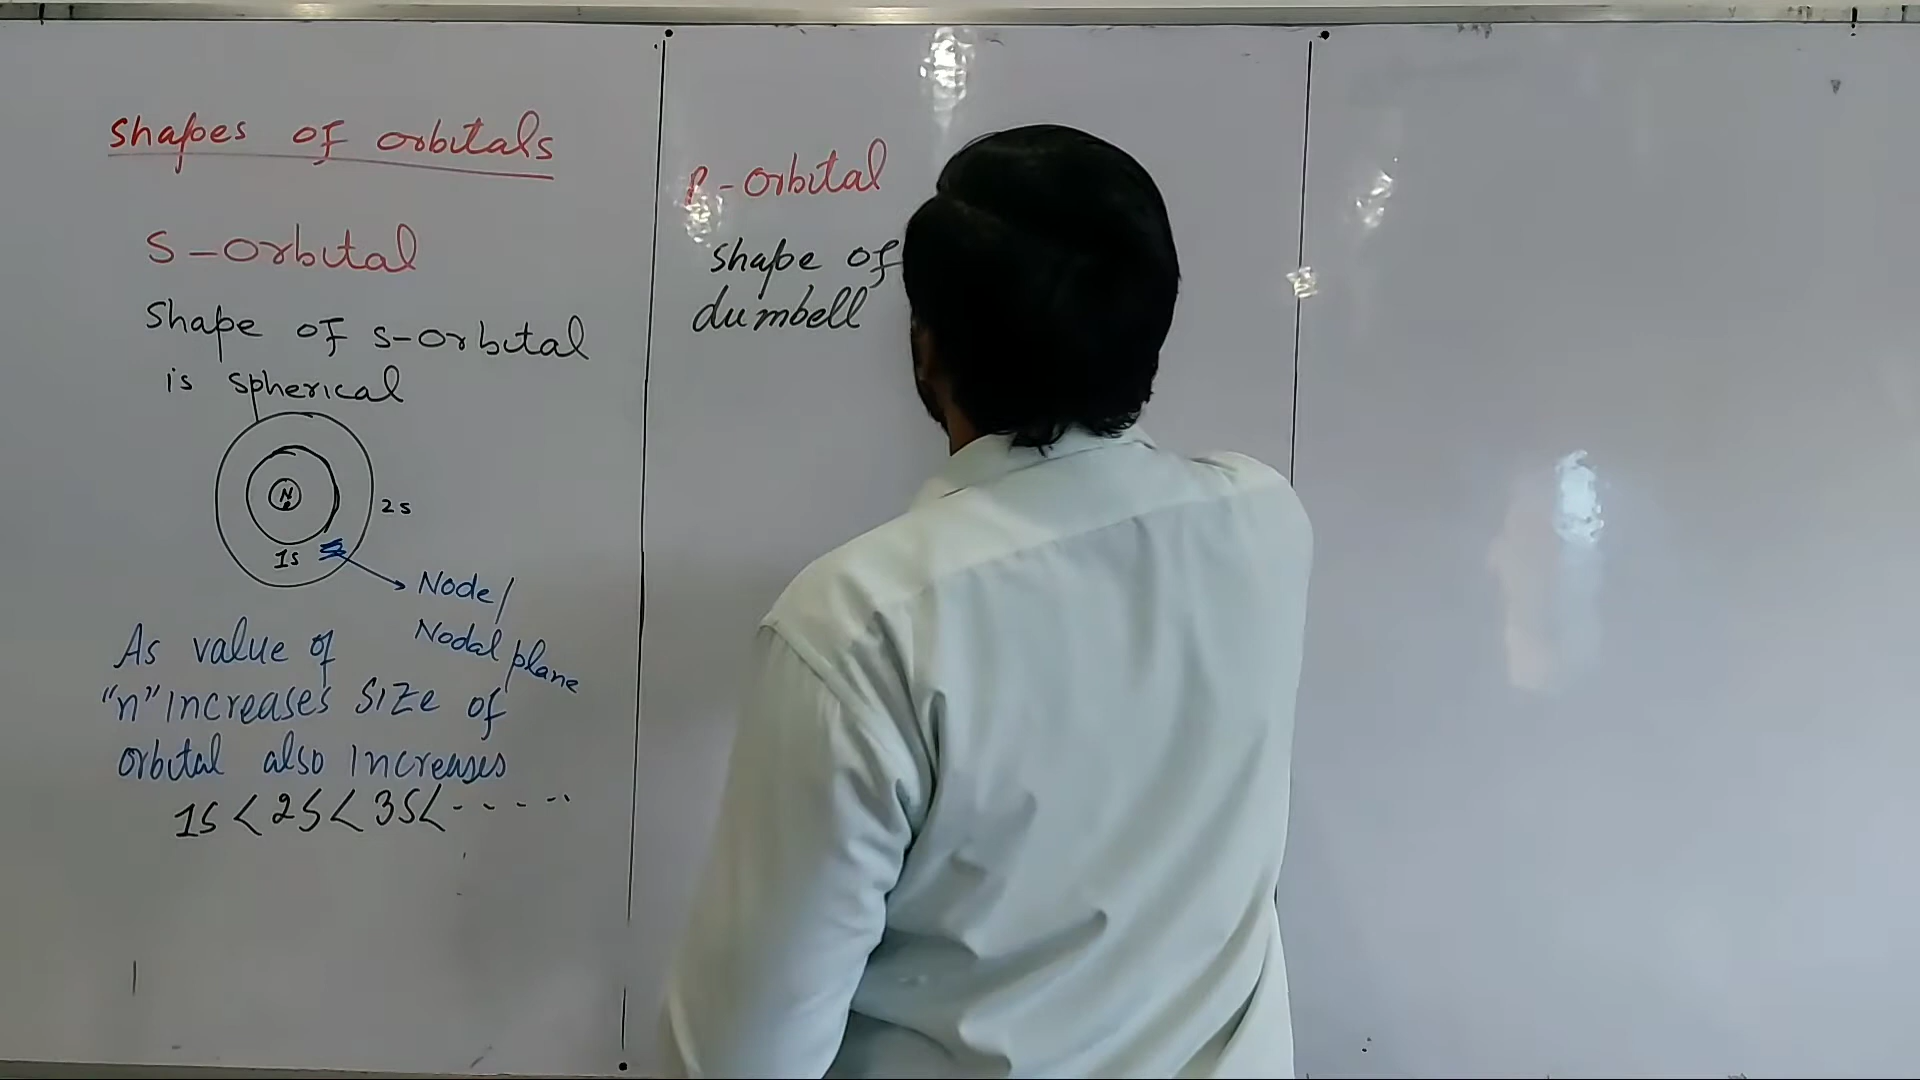 Shapes of orbitals
S-orbital
Shape of s-orbital
is spherical
N
1s
2s
Node/
Nodal plane
As value of
"n" increases size of
orbital also increases
1S < 2S < 3S < - - - - -
P-orbital
shape of
dumbell